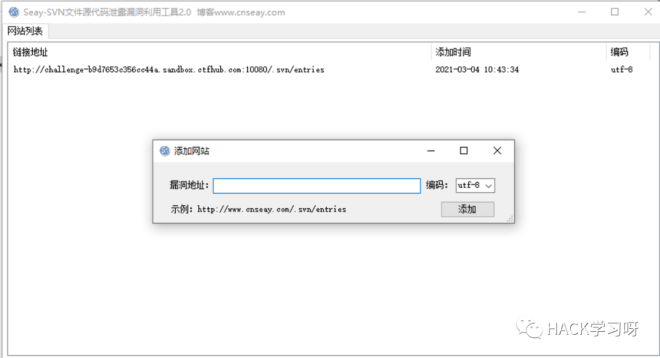 Seay-SVN文件源代码泄露漏洞利用工具2.0 博客www.cnseay.com
网站列表
链接地址 添加时间 编码
http://challenge-b9d7653c356cc44a.sandbox.ctfhub.com:10080/.svn/entries 2021-03-04 10:43:34 utf-8
添加网站
漏洞地址: 编码: utf-8
示例: http://www.cnseay.com/.svn/entries 添加
HACK学习呀